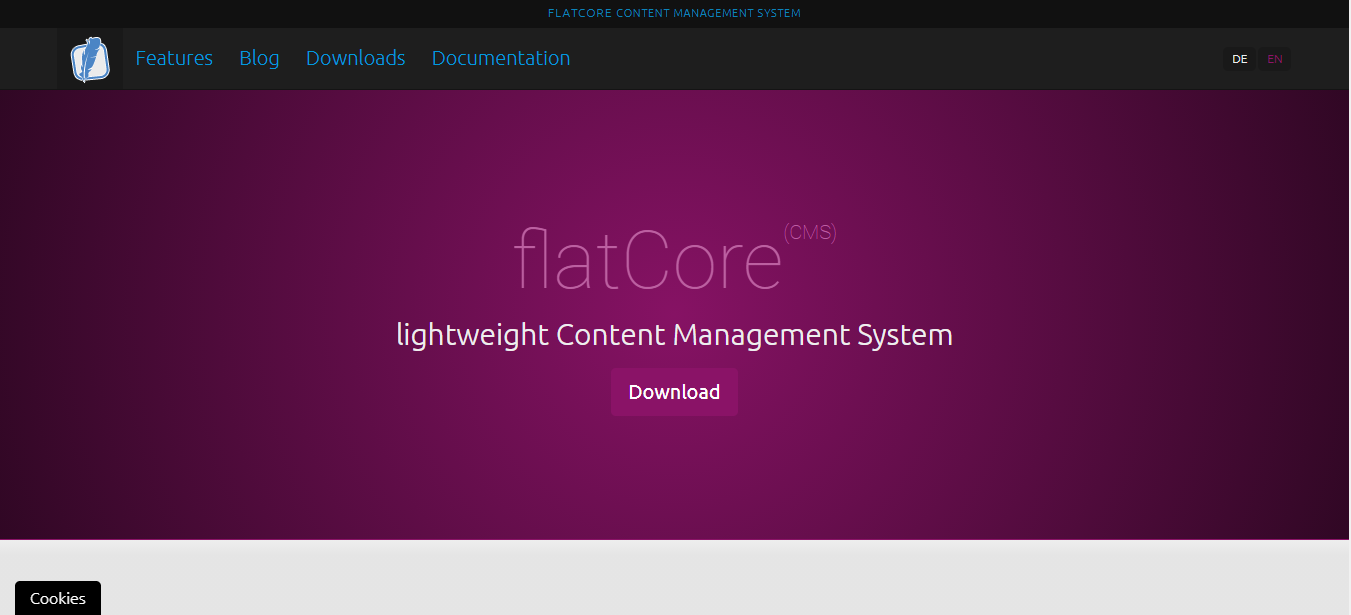 FLATCORE CONTENT MANAGEMENT SYSTEM
Features Blog Downloads Documentation DE EN
flatCore (CMS)
lightweight Content Management System
Download
Cookies